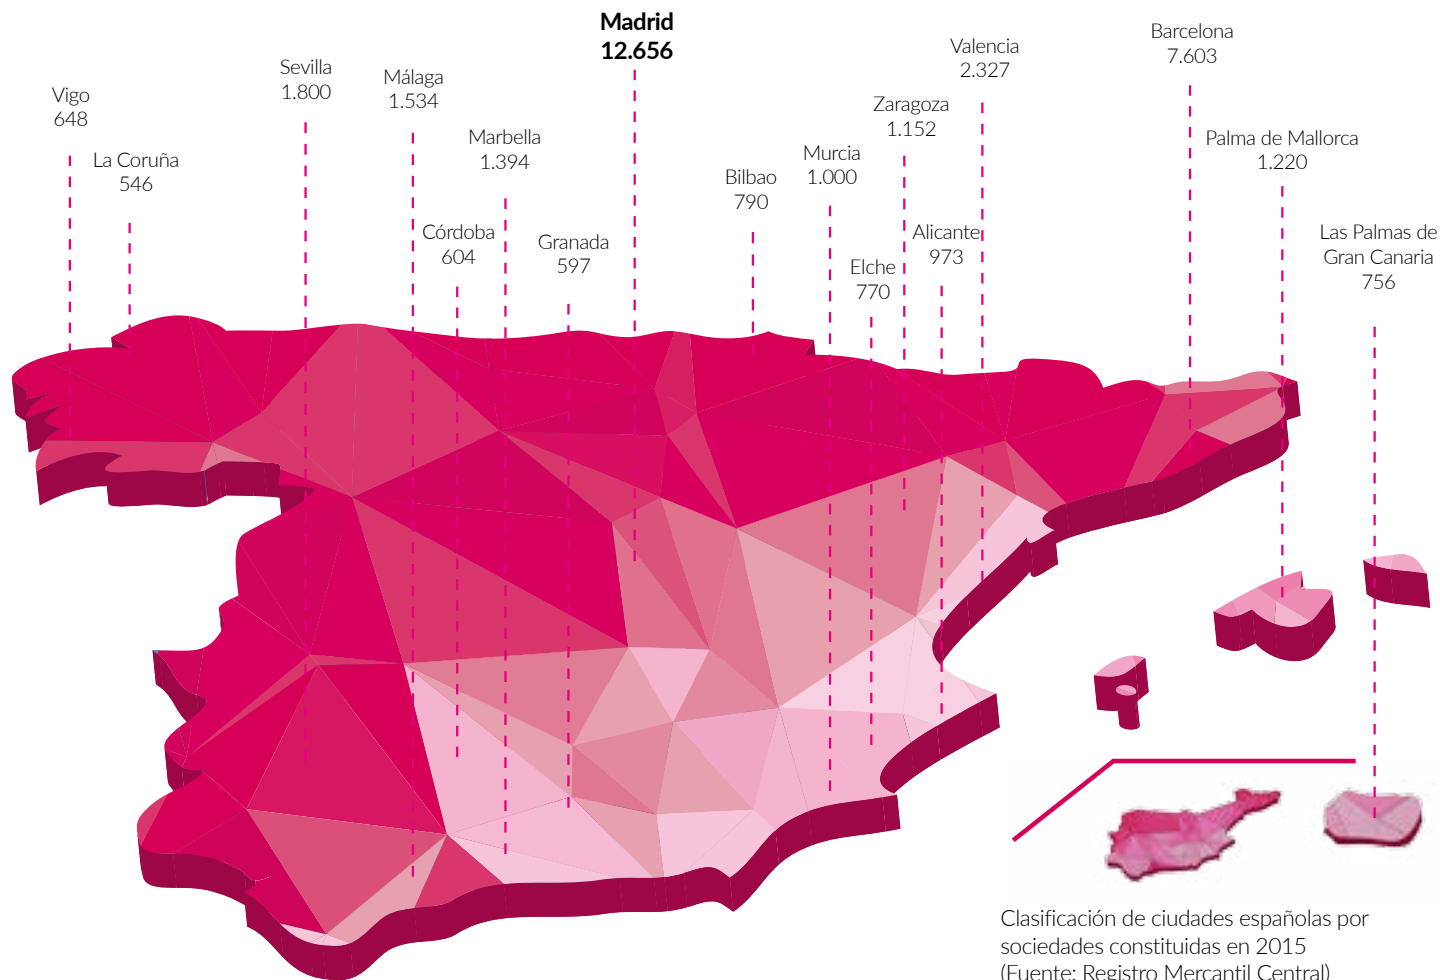 Madrid
12.656
Barcelona
7.603
Valencia
2.327
Sevilla
1.800
Málaga
1.534
Vigo
648
Zaragoza
1.152
Marbella
1.394
Palma de Mallorca
1.220
Murcia
1.000
La Coruña
546
Bilbao
790
Córdoba
604
Granada
597
Alicante
973
Las Palmas de
Gran Canaria
756
Elche
770
Clasificación de ciudades españolas por
sociedades constituidas en 2015
(Fuente: Registro Mercantil Central)